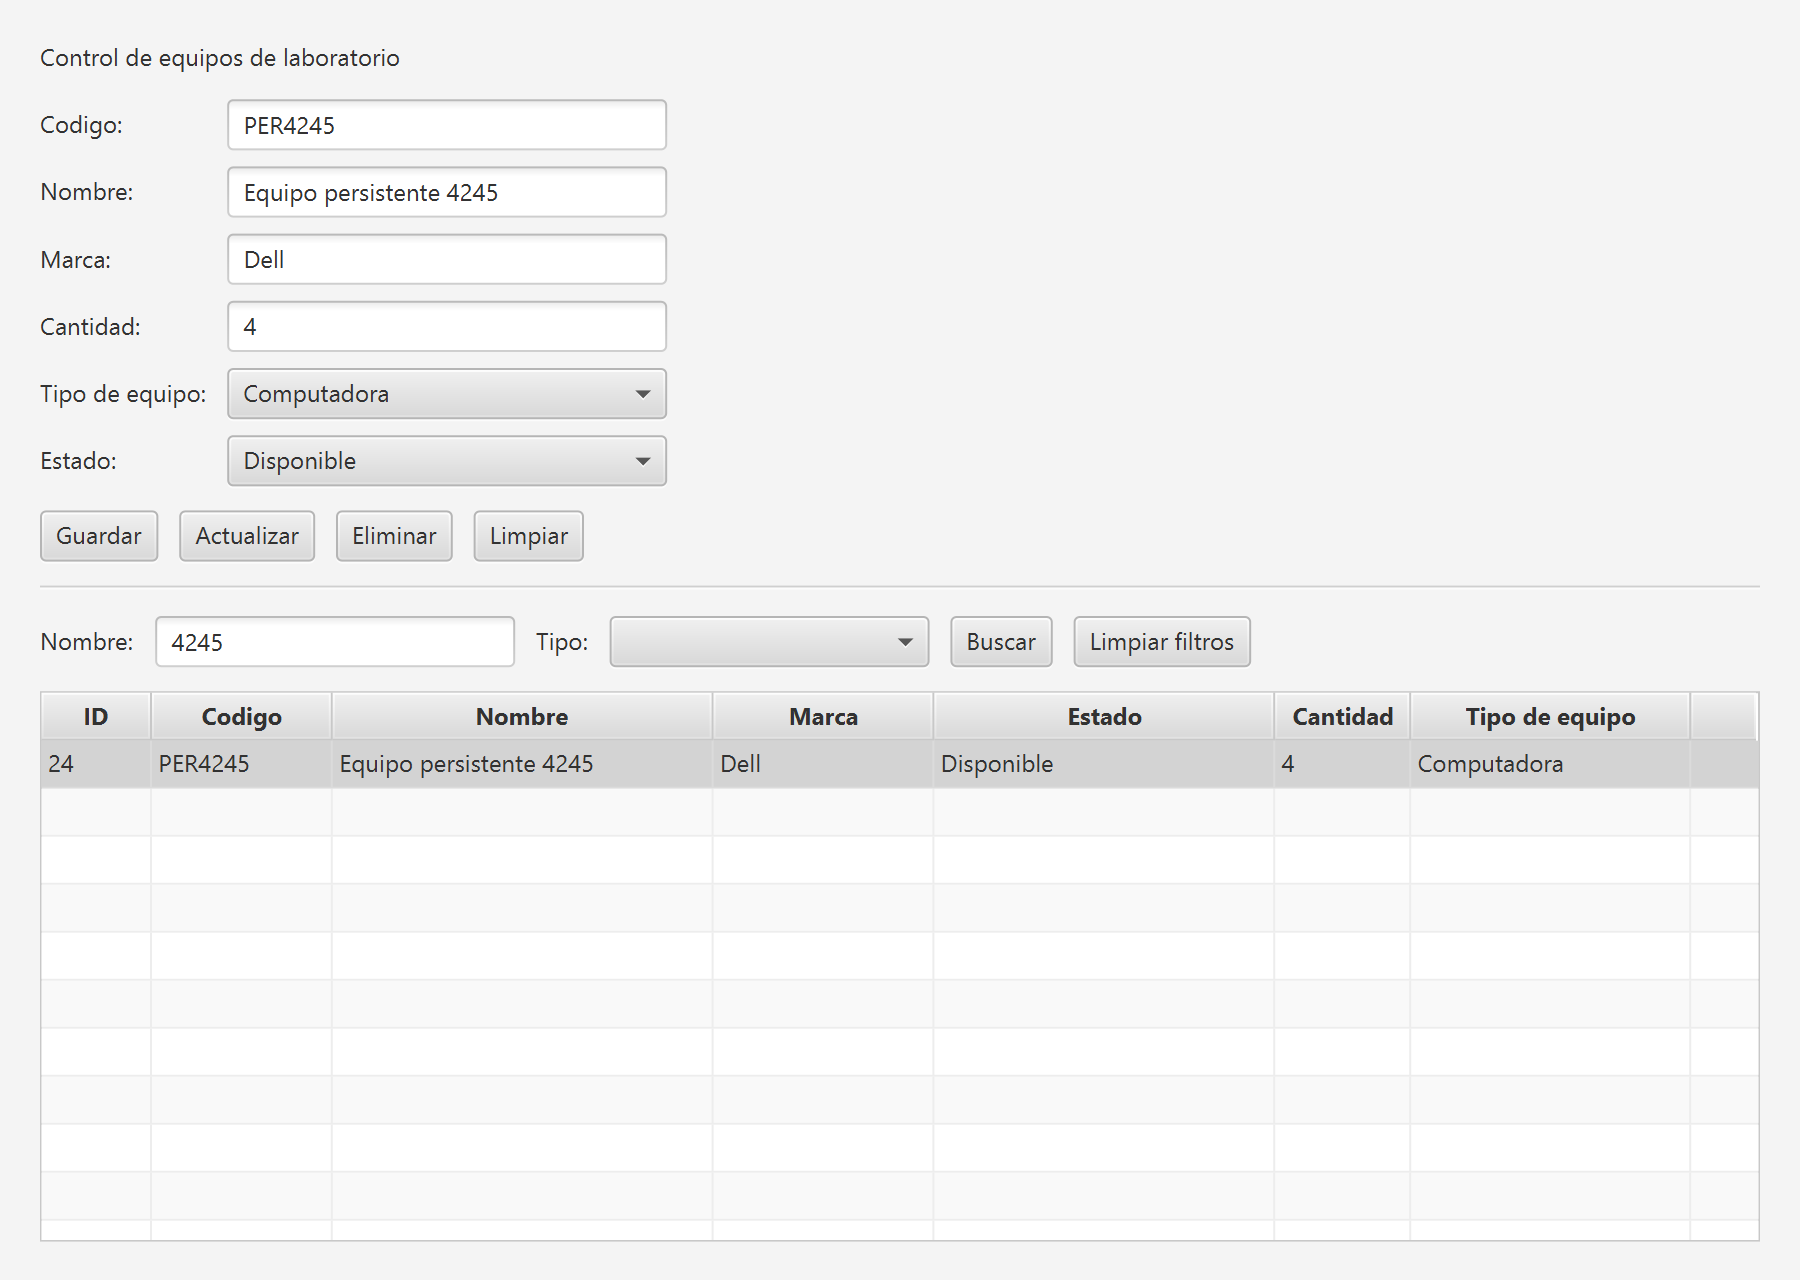 Control de equipos de laboratorio
Codigo: PER4245
Nombre: Equipo persistente 4245
Marca: Dell
Cantidad: 4
Tipo de equipo: Computadora
Estado: Disponible
Guardar Actualizar Eliminar Limpiar
Nombre: 4245 Tipo: Buscar Limpiar filtros
ID Codigo Nombre Marca Estado Cantidad Tipo de equipo
24 PER4245 Equipo persistente 4245 Dell Disponible 4 Computadora